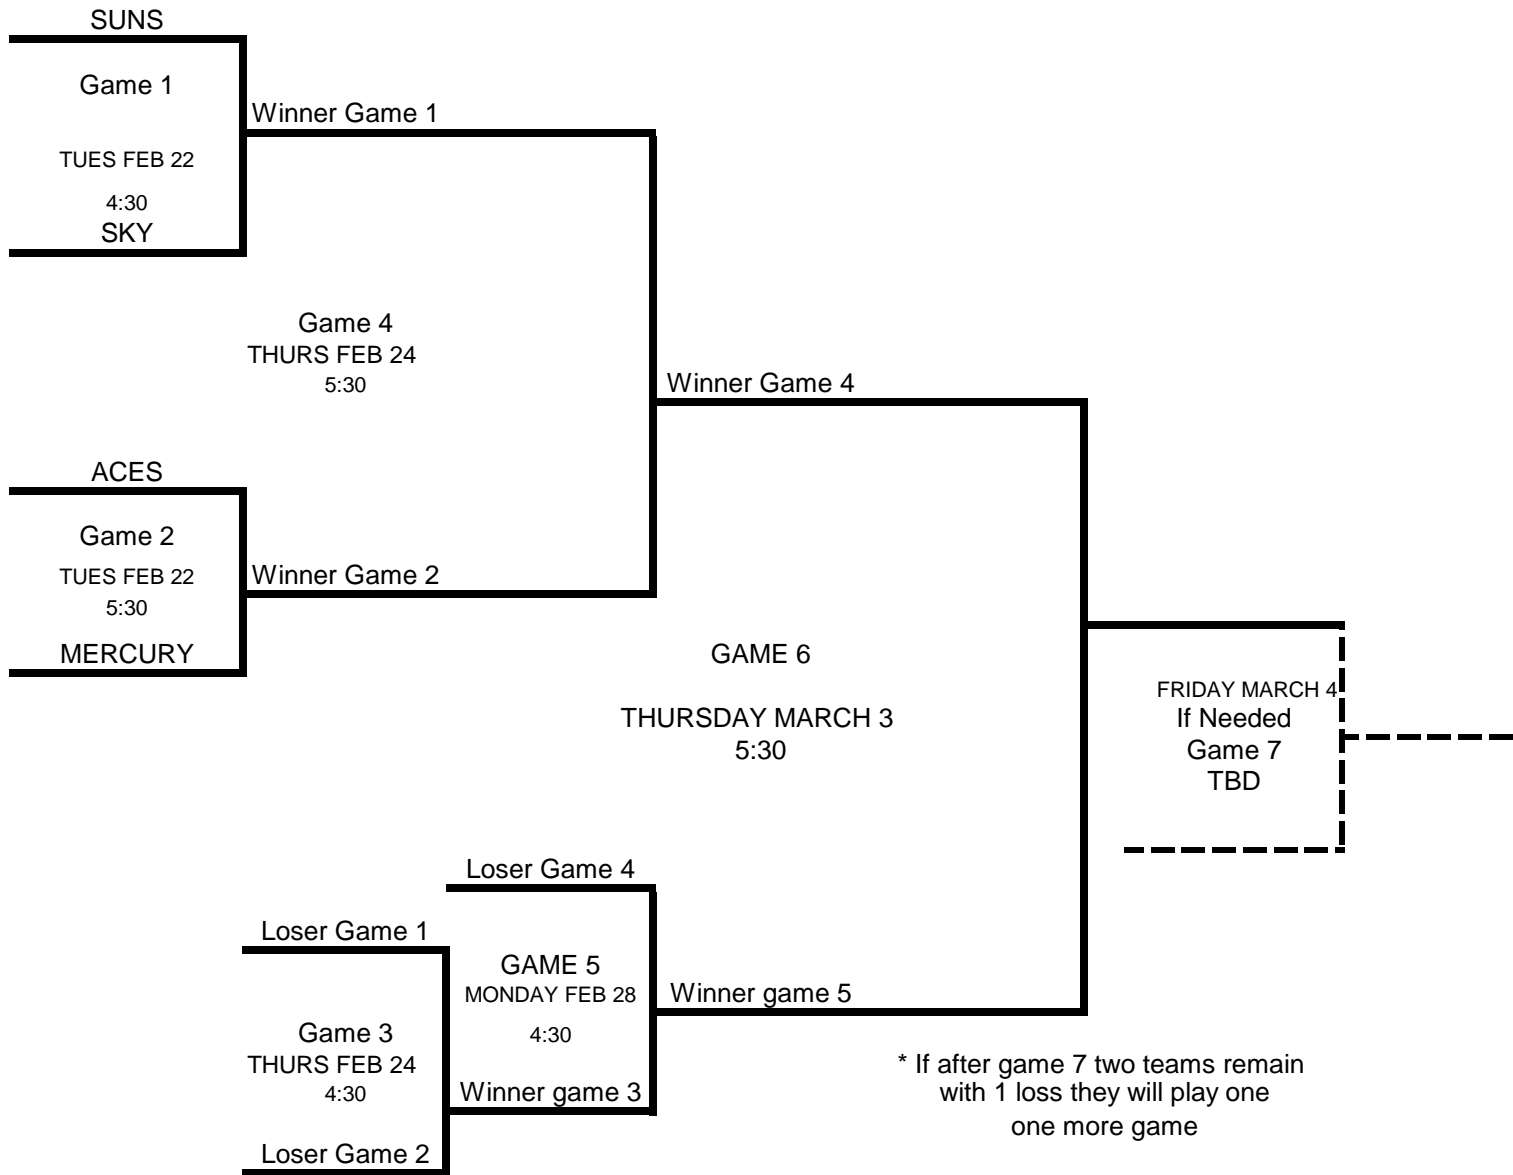 SUNS
Game 1
Winner Game 1
TUES FEB 22
4:30
SKY
Game 4
THURS FEB 24
5:30
Winner Game 4
ACES
Game 2
TUES FEB 22
Winner Game 2
5:30
MERCURY
GAME 6
THURSDAY MARCH 3
5:30
FRIDAY MARCH 4
If Needed
Game 7
TBD
Loser Game 4
Loser Game 1
GAME 5
MONDAY FEB 28
4:30
Winner game 5
Game 3
THURS FEB 24
4:30
Winner game 3
Loser Game 2
* If after game 7 two teams remain
with 1 loss they will play one
one more game